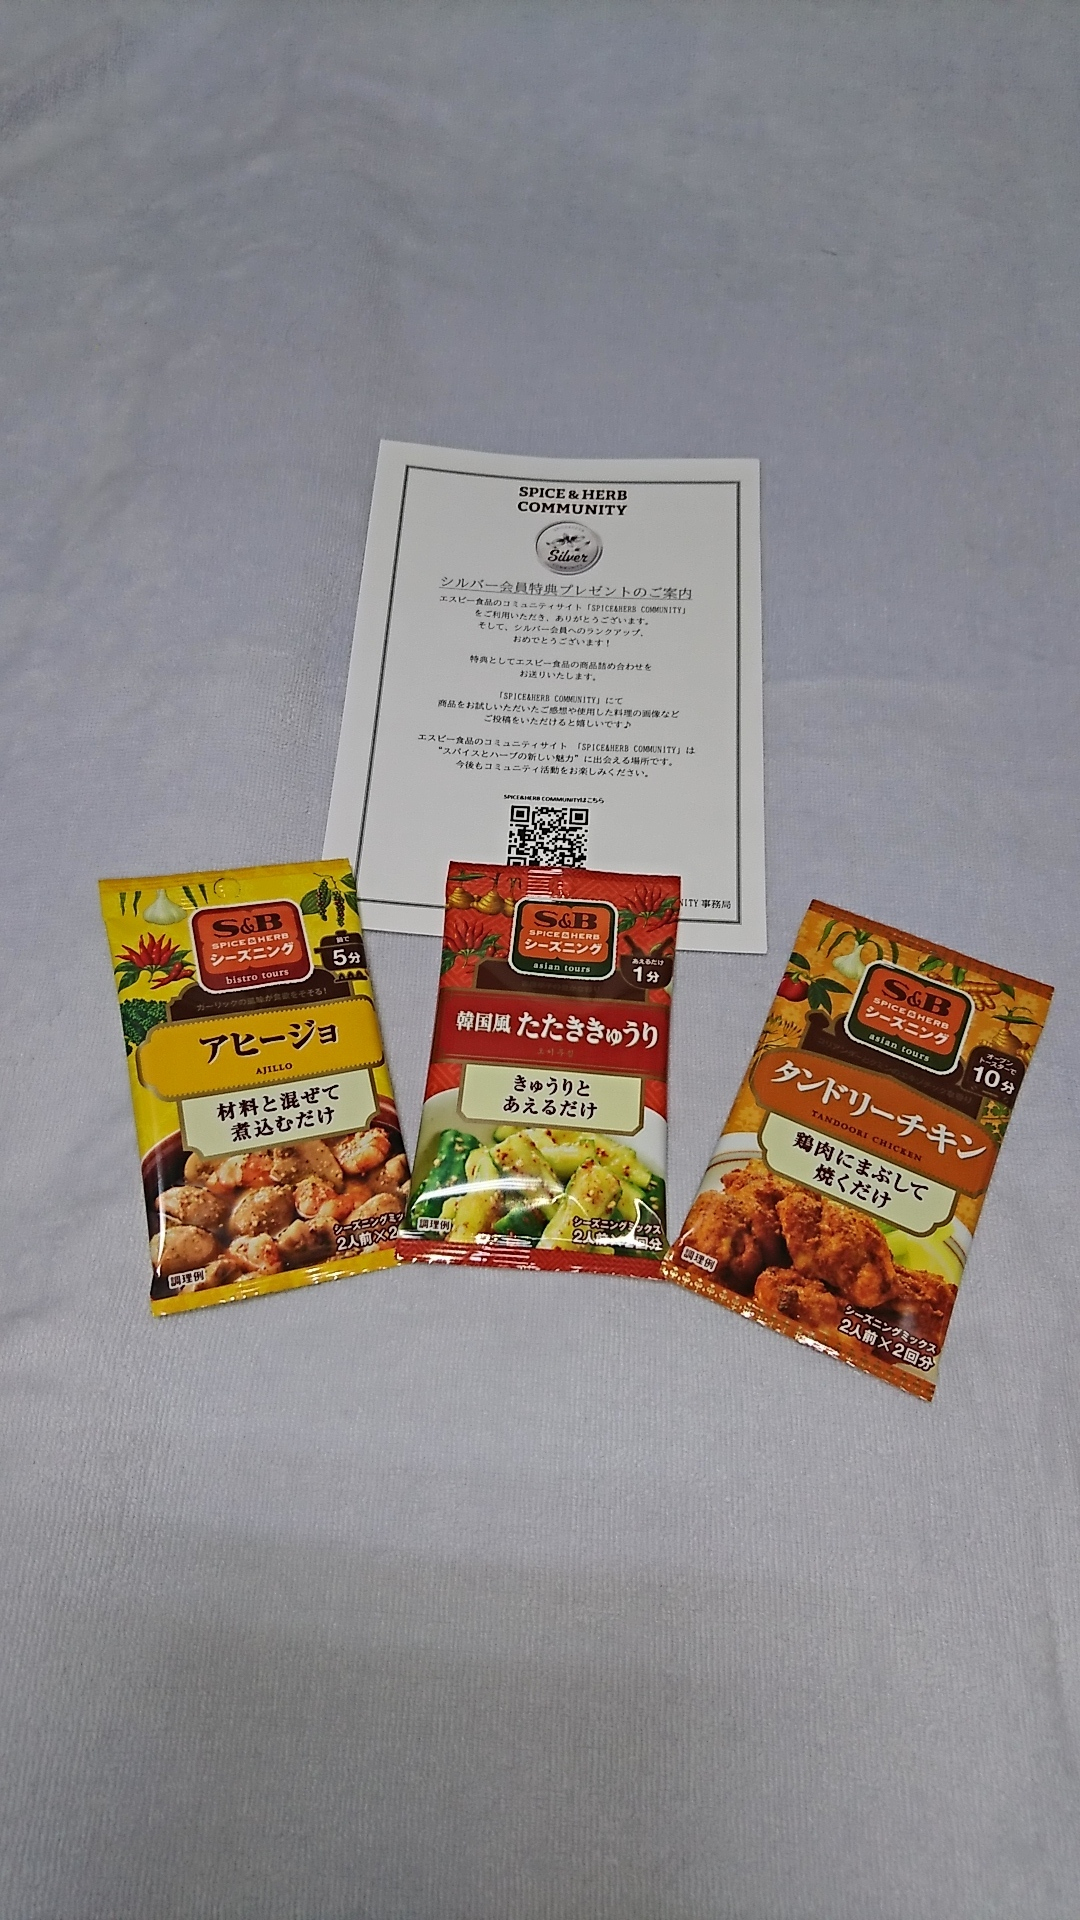 SPICE & HERB
COMMUNITY
Silver
シルバー会員特典プレゼントのご案内
エスビー食品のコミュニティサイト「SPICE&HERB COMMUNITY」
をご利用いただき、ありがとうございます。
そして、シルバー会員へのランクアップ、
おめでとうございます!
特典としてエスビー食品の商品詰め合わせを
お送りいたします。
「SPICE&HERB COMMUNITY」にて
商品をお試しいただいたご感想や使用した料理の画像など
ご投稿をいただけると嬉しいです♪
エスビー食品のコミュニティサイト 「SPICE&HERB COMMUNITY」は
“スパイスとハーブの新しい魅力”に出会える場所です。
今後もコミュニティ活動をお楽しみください。
SPICE&HERB COMMUNITYはこちら
NITY 事務局
S&B
SPICE & HERB
シーズニング
bistro tours
鍋で
5分
ガーリックの風味が食欲をそそる!
アヒージョ
AJILLO
材料と混ぜて
煮込むだけ
シーズニングミッ
2人前×2
調理例
S&B
SPICE & HERB
シーズニング
asian tours
あえるだけ
1分
韓国風 たたききゅうり
きゅうりと
あえるだけ
調理例
シーズニングミックス
2人前×2回分
S&B
SPICE & HERB
シーズニング
asian tours
オーブン
トースターで
10分
タンドリーチキン
TANDOORI CHICKEN
鶏肉にまぶして
焼くだけ
調理例
シーズニングミックス
2人前×2回分